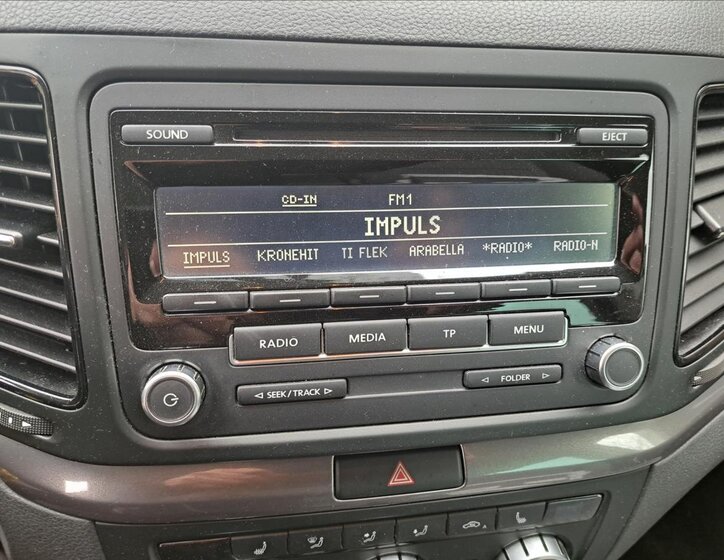 SOUND EJECT
CD-IN FM1
IMPULS
IMPULS KRONEHIT TI FLEK ARABELLA *RADIO* RADIO-N
RADIO MEDIA TP MENU
SEEK/TRACK FOLDER